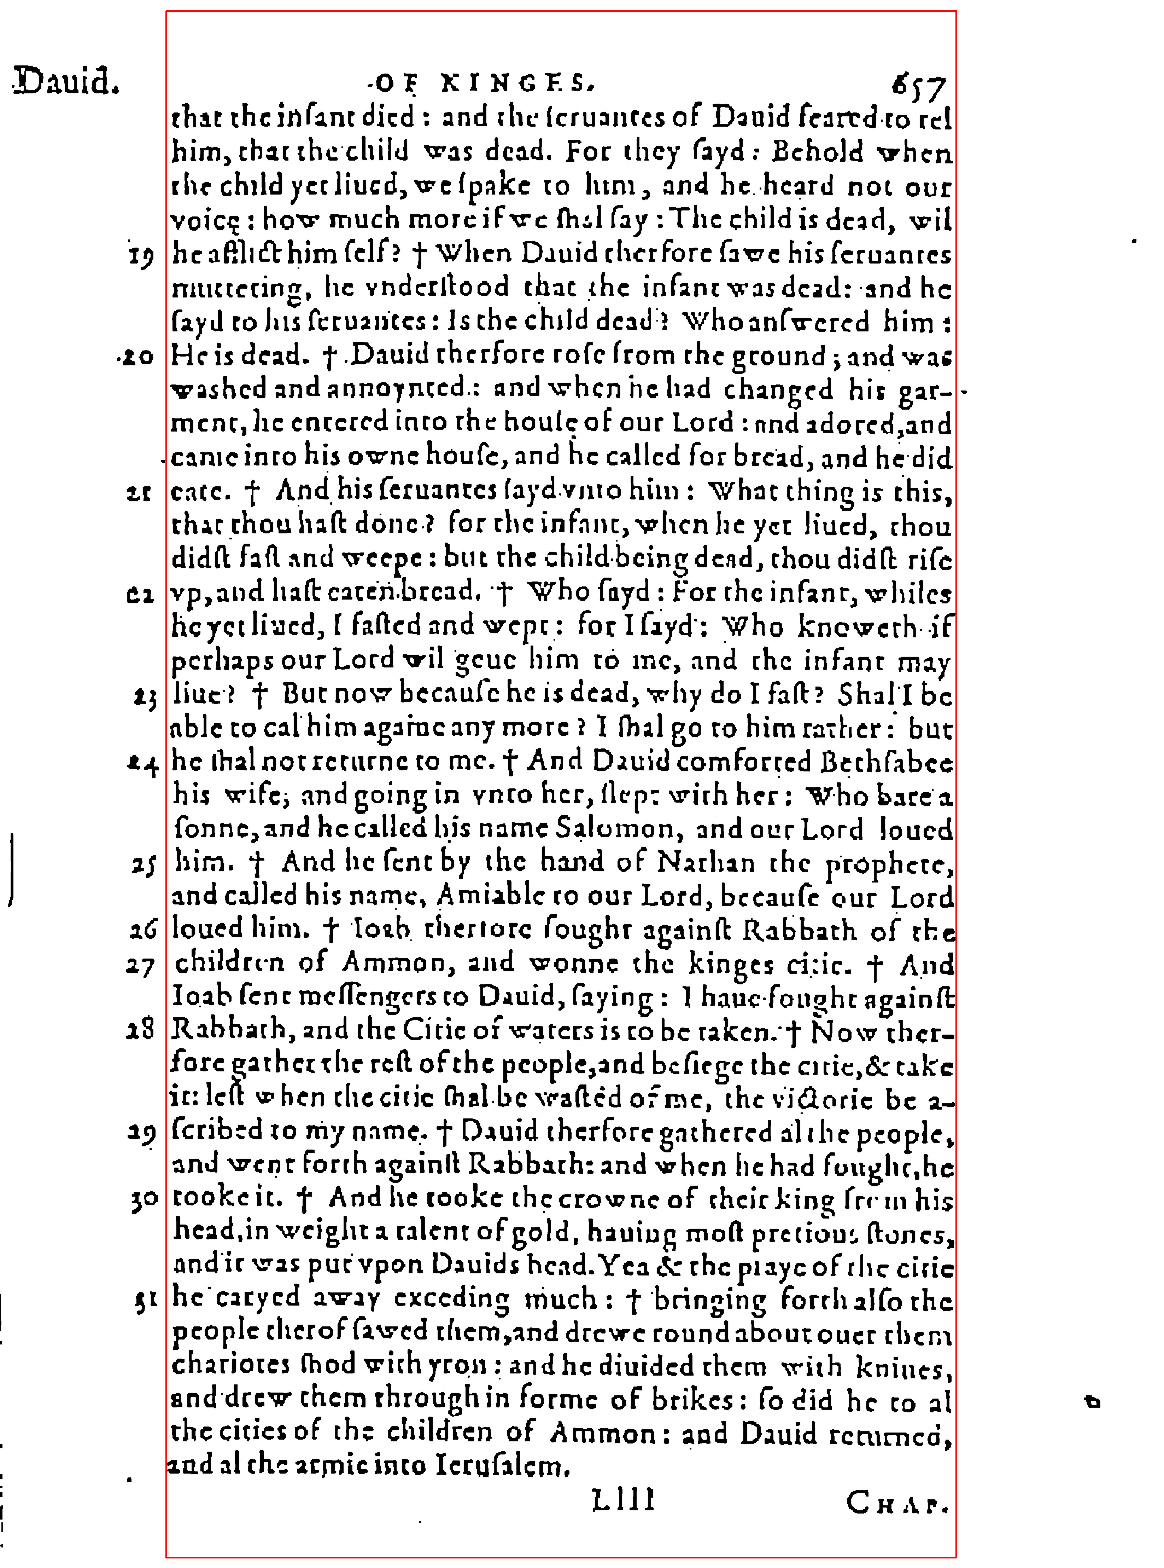 Dauid. OF KINGES. 657
that the infant died : and the ſeruantes of Dauid feared to tel
him, that the child was dead. For they ſayd : Behold when
the child yet liued, we ſpake to him, and he heard not our
voice : how much more if we ſhal ſay : The child is dead, wil
19 he afflict him ſelf? † When Dauid therfore ſawe his ſeruantes
muttering, he vnderſtood that the infant was dead: and he
ſayd to his ſeruantes : Is the child dead? Who anſwered him :
20 He is dead. † Dauid therfore roſe from the ground ; and was
washed and annoynted : and when he had changed his gar-
ment, he entered into the houſe of our Lord : and adored, and
came into his owne houſe, and he called for bread, and he did
21 eate. † And his ſeruantes ſayd vnto him : What thing is this,
that thou haſt done ? for the infant, when he yet liued, thou
didſt faſt and weepe : but the child being dead, thou didſt riſe
22 vp, and haſt eaten bread. † Who ſayd : For the infant, whiles
he yet liued, I faſted and wept : for I ſayd : Who knoweth if
perhaps our Lord wil geue him to me, and the infant may
23 liue? † But now becauſe he is dead, why do I faſt? Shal I be
able to cal him againe any more ? I ſhal go to him rather : but
24 he ſhal not returne to me. † And Dauid comforted Bethſabee
his wife; and going in vnto her, ſlept with her : Who bare a
ſonne, and he called his name Salomon, and our Lord loued
25 him. † And he ſent by the hand of Nathan the prophete,
and called his name, Amiable to our Lord, becauſe our Lord
26 loued him. † Ioab therfore fought againſt Rabbath of the
27 children of Ammon, and wonne the kinges citie. † And
Ioab ſent meſſengers to Dauid, ſaying : I haue fought againſt
28 Rabbath, and the Citie of waters is to be taken. † Now ther-
fore gather the reſt of the people, and beſiege the citie, & take
it: leſt when the citie ſhal be waſted of me, the victorie be a-
29 ſcribed to my name. † Dauid therfore gathered al the people,
and went forth againſt Rabbath: and when he had fought, he
30 tooke it. † And he tooke the crowne of their king from his
head, in weight a talent of gold, hauing moſt precious ſtones,
and it was put vpon Dauids head. Yea & the praye of the citie
31 he caryed away exceding much : † bringing forth alſo the
people therof ſawed them, and drewe round about ouer them
chariotes ſhod with yron : and he diuided them with kniues,
and drew them through in forme of brikes : ſo did he to al
the cities of the children of Ammon : and Dauid returned,
and al the armie into Ieruſalem.
Llll CHAP.